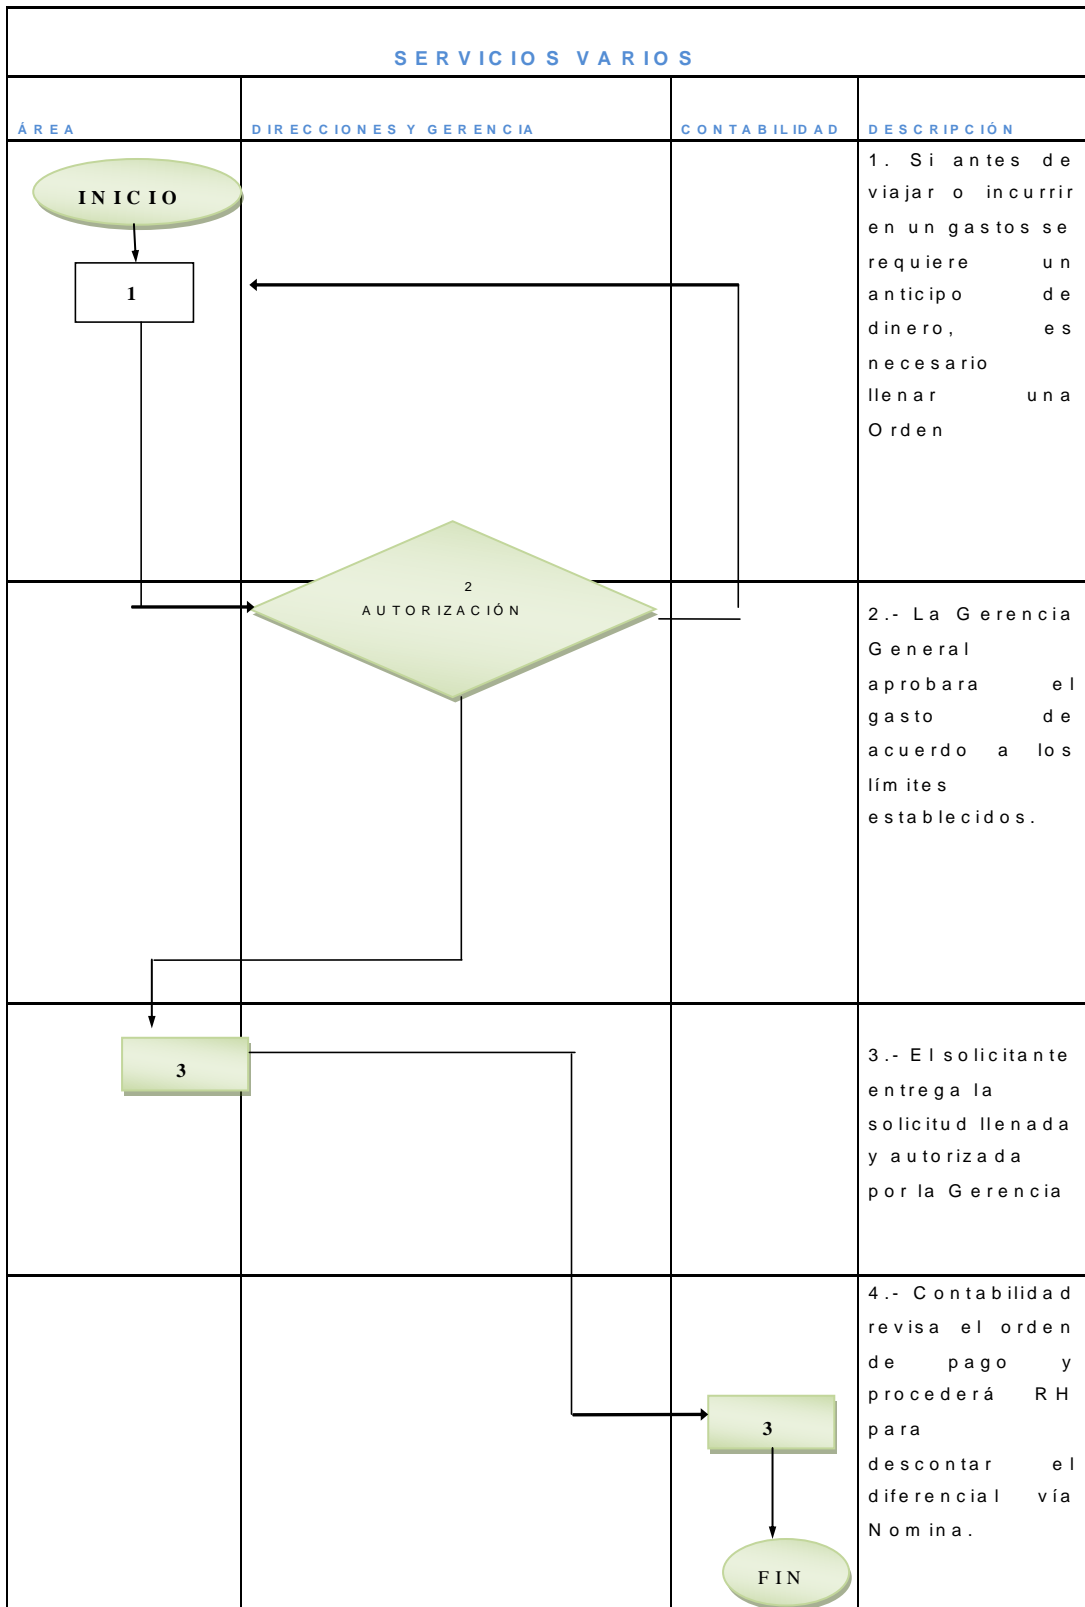 SERVICIOS VARIOS
ÁREA
DIRECCIONES Y GERENCIA
CONTABILIDAD
DESCRIPCIÓN
INICIO
1
1. Si antes de
viajar o incurrir
en un gastos se
requiere un
anticipo de
dinero, es
necesario
llenar una
Orden
2
AUTORIZACIÓN
2.- La Gerencia
General
aprobara el
gasto de
acuerdo a los
límites
establecidos.
3
3.- El solicitante
entrega la
solicitud llenada
y autorizada
por la Gerencia
3
4.- Contabilidad
revisa el orden
de pago y
procederá RH
para
descontar el
diferencial vía
Nomina.
FIN